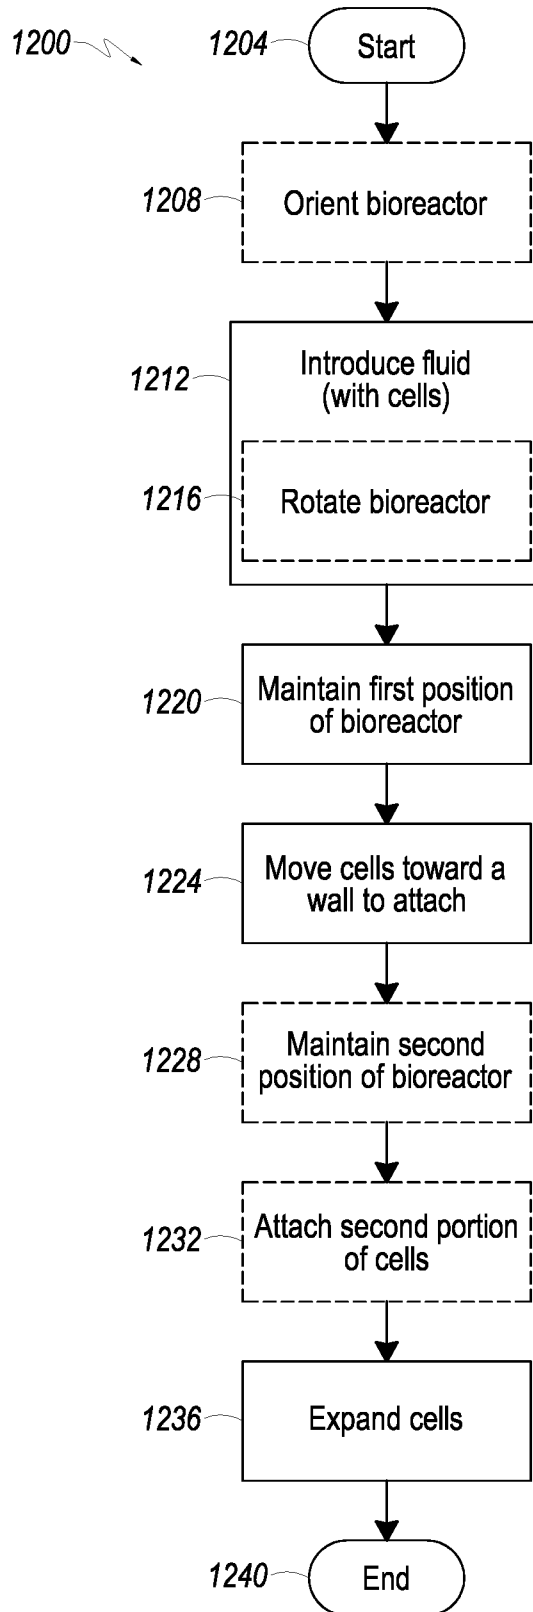 1200
1204
Start
1208
Orient bioreactor
1212
Introduce fluid
(with cells)
1216
Rotate bioreactor
1220
Maintain first position
of bioreactor
1224
Move cells toward a
wall to attach
1228
Maintain second
position of bioreactor
1232
Attach second portion
of cells
1236
Expand cells
1240
End